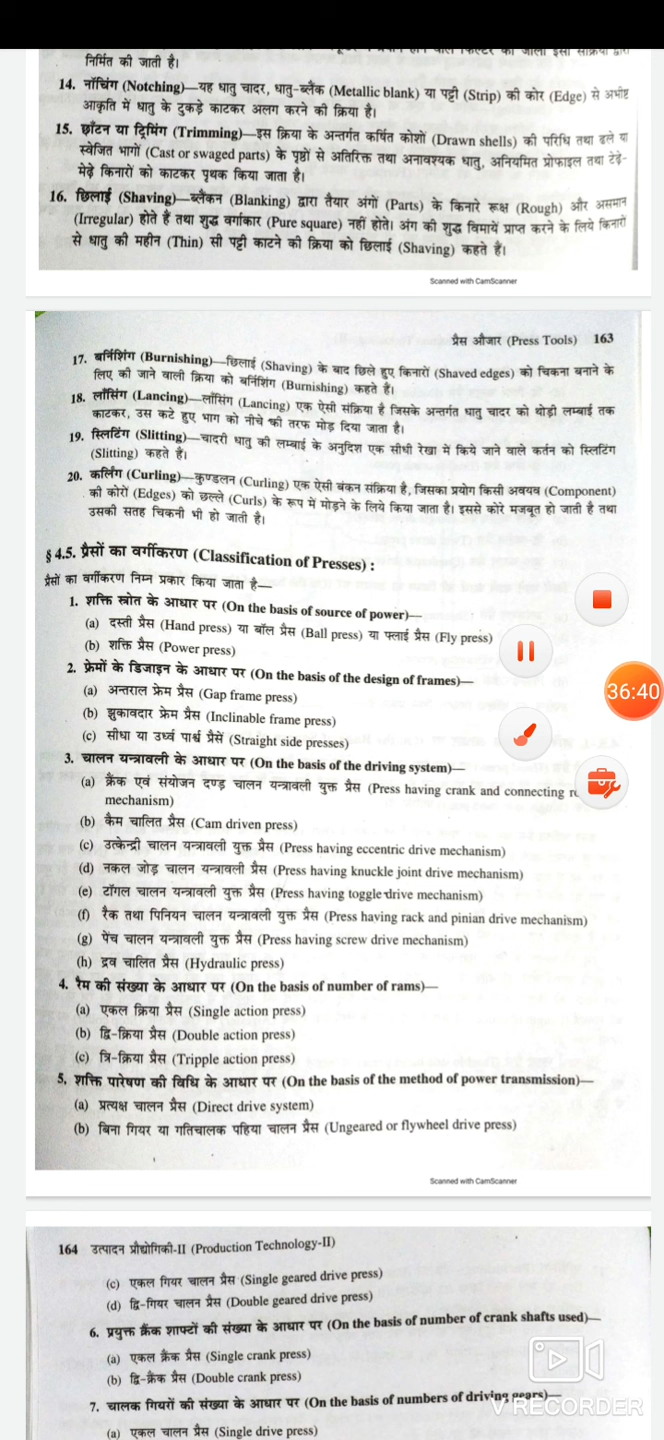 निर्मित की जाती है।
14. नॉचिंग (Notching)—यह धातु चादर, धातु-ब्लैंक (Metallic blank) या पट्टी (Strip) की कोर (Edge) से अभीष्ट
आकृति में धातु के टुकड़े काटकर अलग करने की क्रिया है।
15. छाँटन या ट्रिमिंग (Trimming)—इस क्रिया के अन्तर्गत कर्षित कोशों (Drawn shells) की परिधि तथा ढले या
स्वेजित भागों (Cast or swaged parts) के पृष्ठों से अतिरिक्त तथा अनावश्यक धातु, अनियमित प्रोफाइल तथा टेढ़े-
मेढ़े किनारों को काटकर पृथक किया जाता है।
16. छिलाई (Shaving)—ब्लैंकन (Blanking) द्वारा तैयार अंगों (Parts) के किनारे रूक्ष (Rough) और असमान
(Irregular) होते हैं तथा शुद्ध वर्गाकार (Pure square) नहीं होते। अंग की शुद्ध विमायें प्राप्त करने के लिये किनारों
से धातु की महीन (Thin) सी पट्टी काटने की क्रिया को छिलाई (Shaving) कहते हैं।
Scanned with CamScanner
प्रैस औजार (Press Tools) 163
17. बर्निशिंग (Burnishing)—छिलाई (Shaving) के बाद छिले हुए किनारों (Shaved edges) को चिकना बनाने के
लिए की जाने वाली क्रिया को बर्निशिंग (Burnishing) कहते हैं।
18. लाँसिंग (Lancing)—लाँसिंग (Lancing) एक ऐसी संक्रिया है जिसके अन्तर्गत धातु चादर को थोड़ी लम्बाई तक
काटकर, उस कटे हुए भाग को नीचे की तरफ मोड़ दिया जाता है।
19. स्लिटिंग (Slitting)—चादरी धातु की लम्बाई के अनुदिश एक सीधी रेखा में किये जाने वाले कर्तन को स्लिटिंग
(Slitting) कहते हैं।
20. कर्लिंग (Curling)—कुण्डलन (Curling) एक ऐसी बंकन संक्रिया है, जिसका प्रयोग किसी अवयव (Component)
की कोरों (Edges) को छल्ले (Curls) के रूप में मोड़ने के लिये किया जाता है। इससे कोरे मजबूत हो जाती है तथा
उसकी सतह चिकनी भी हो जाती है।
§ 4.5. प्रैसों का वर्गीकरण (Classification of Presses) :
प्रैसों का वर्गीकरण निम्न प्रकार किया जाता है—
1. शक्ति स्त्रोत के आधार पर (On the basis of source of power)—
(a) दस्ती प्रैस (Hand press) या बॉल प्रैस (Ball press) या फ्लाई प्रैस (Fly press)
(b) शक्ति प्रैस (Power press)
2. फ्रेमों के डिजाइन के आधार पर (On the basis of the design of frames)—
(a) अन्तराल फ्रेम प्रैस (Gap frame press)
(b) झुकावदार फ्रेम प्रैस (Inclinable frame press)
(c) सीधा या उर्ध्व पार्श्व प्रैसें (Straight side presses)
36:40
3. चालन यन्त्रावली के आधार पर (On the basis of the driving system)—
(a) क्रैंक एवं संयोजन दण्ड चालन यन्त्रावली युक्त प्रैस (Press having crank and connecting
mechanism)
(b) कैम चालित प्रैस (Cam driven press)
(c) उत्केन्द्री चालन यन्त्रावली युक्त प्रैस (Press having eccentric drive mechanism)
(d) नकल जोड़ चालन यन्त्रावली प्रैस (Press having knuckle joint drive mechanism)
(e) टॉगल चालन यन्त्रावली युक्त प्रैस (Press having toggle drive mechanism)
(f) रैक तथा पिनियन चालन यन्त्रावली युक्त प्रैस (Press having rack and pinian drive mechanism)
(g) पेंच चालन यन्त्रावली युक्त प्रैस (Press having screw drive mechanism)
(h) द्रव चालित प्रैस (Hydraulic press)
4. रैम की संख्या के आधार पर (On the basis of number of rams)—
(a) एकल क्रिया प्रैस (Single action press)
(b) द्वि-क्रिया प्रैस (Double action press)
(c) त्रि-क्रिया प्रैस (Tripple action press)
5. शक्ति पारेषण की विधि के आधार पर (On the basis of the method of power transmission)—
(a) प्रत्यक्ष चालन प्रैस (Direct drive system)
(b) बिना गियर या गतिचालक पहिया चालन प्रैस (Ungeared or flywheel drive press)
Scanned with CamScanner
164 उत्पादन प्रौद्योगिकी-II (Production Technology-II)
(c) एकल गियर चालन प्रैस (Single geared drive press)
(d) द्वि-गियर चालन प्रैस (Double geared drive press)
6. प्रयुक्त क्रैंक शाफ्टों की संख्या के आधार पर (On the basis of number of crank shafts used)—
(a) एकल क्रैंक प्रैस (Single crank press)
(b) द्वि-क्रैंक प्रैस (Double crank press)
7. चालक गियरों की संख्या के आधार पर (On the basis of numbers of driving gears)—
V RECORDER
(a) एकल चालन प्रैस (Single drive press)